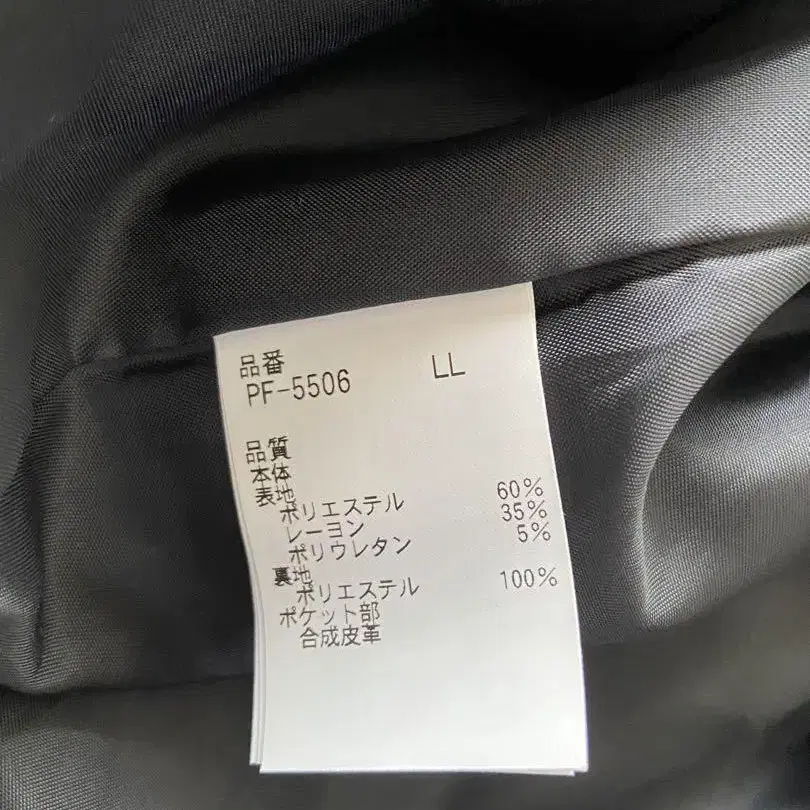 品番
PF-5506 LL
品質
本体
表地
ポリエステル 60%
レーヨン 35%
ポリウレタン 5%
裏地
ポリエステル 100%
ポケット部
合成皮革